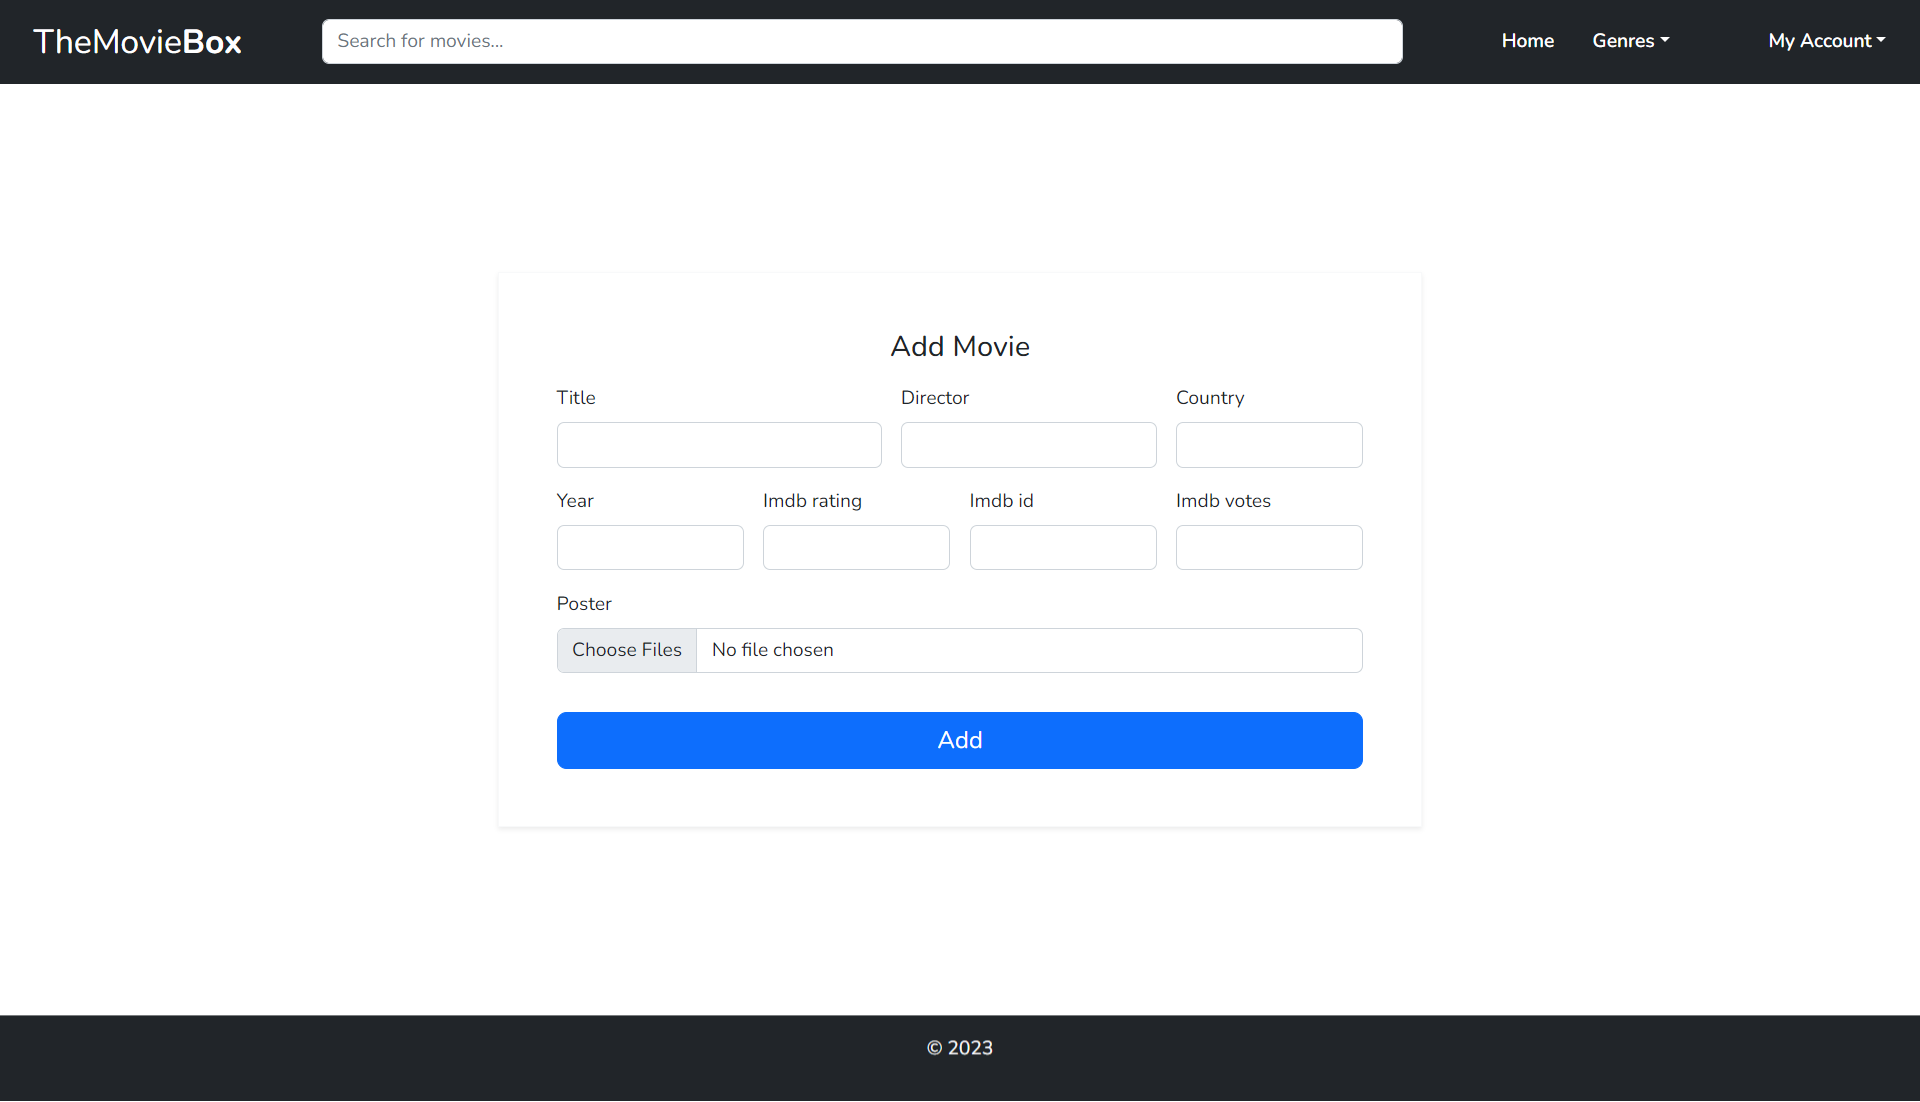 TheMovieBox
Search for movies...
Home
Genres
My Account
Add Movie
Title
Director
Country
Year
Imdb rating
Imdb id
Imdb votes
Poster
Choose Files
No file chosen
Add
© 2023